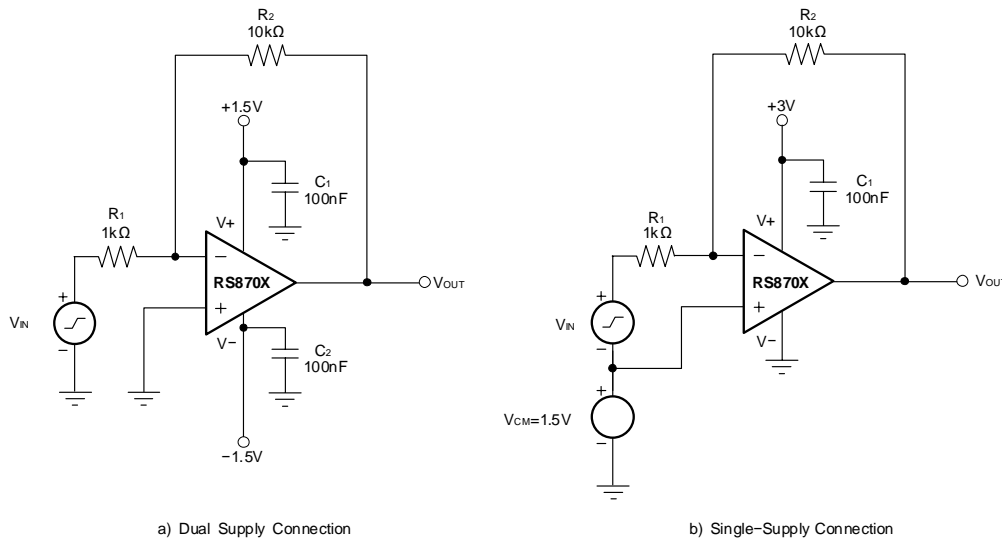 R2
10kΩ
+1.5V
C1
100nF
R1
1kΩ
V+
−
RS870X
+
VOUT
+
VIN
−
V−
C2
100nF
−1.5V
a) Dual Supply Connection
R2
10kΩ
+3V
C1
100nF
R1
1kΩ
V+
−
RS870X
+
VOUT
+
VIN
−
V−
+
VCM=1.5V
−
b) Single−Supply Connection